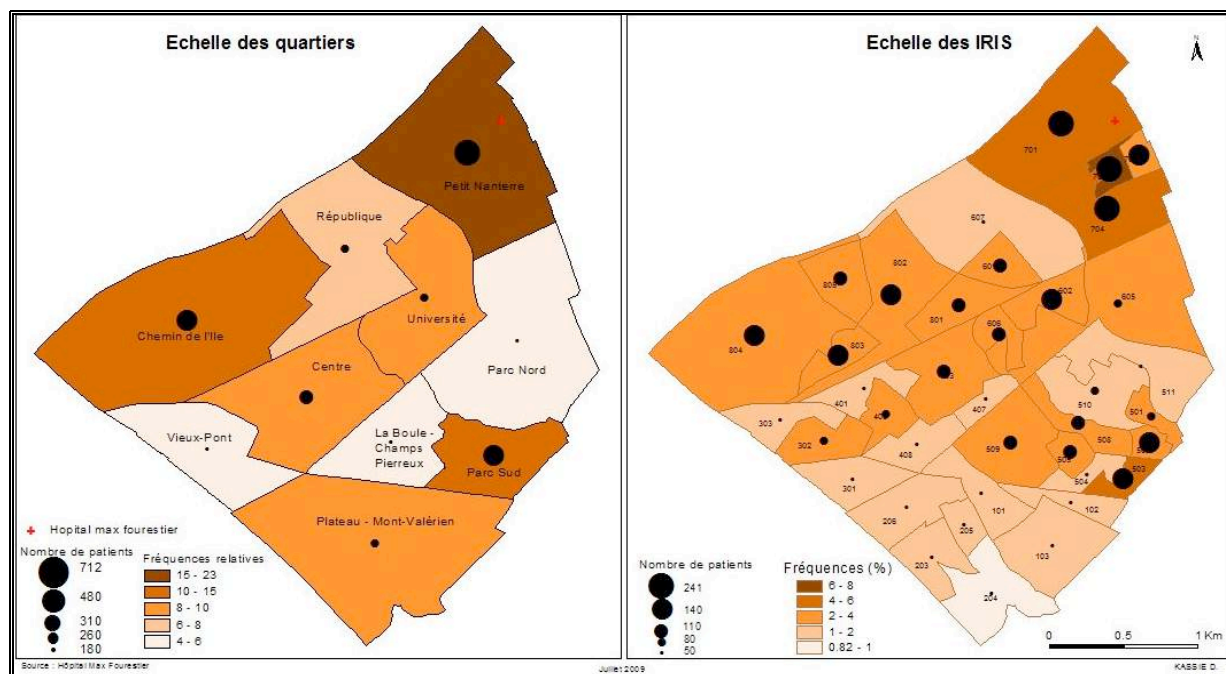 Echelle des quartiers
Petit Nanterre
République
Université
Chemin de l'Ile
Parc Nord
Centre
Vieux-Pont
La Boule -
Champs
Pierreux
Parc Sud
Plateau - Mont-Valérien
Hopital max fourestier
Nombre de patients
712
480
310
260
180
Fréquences relatives
15 - 23
10 - 15
8 - 10
6 - 8
4 - 6
Source : Hôpital Max Fourestier
Echelle des IRIS
N
701
704
607
802
602
605
801
606
804
803
401
407
510
511
501
303
302
408
509
508
504
503
301
101
102
206
205
103
203
204
Nombre de patients
241
140
110
80
50
Fréquences (%)
6 - 8
4 - 6
2 - 4
1 - 2
0.82 - 1
0 0.5 1 Km
Juillet 2009
KASSIE D.